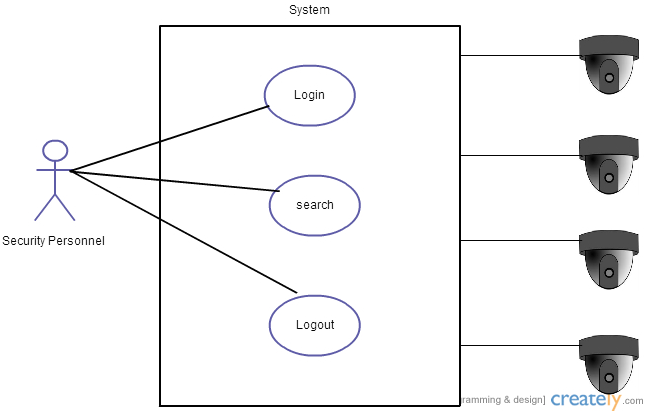 System
Login
search
Security Personnel
Logout
ramming & design]
creately.com